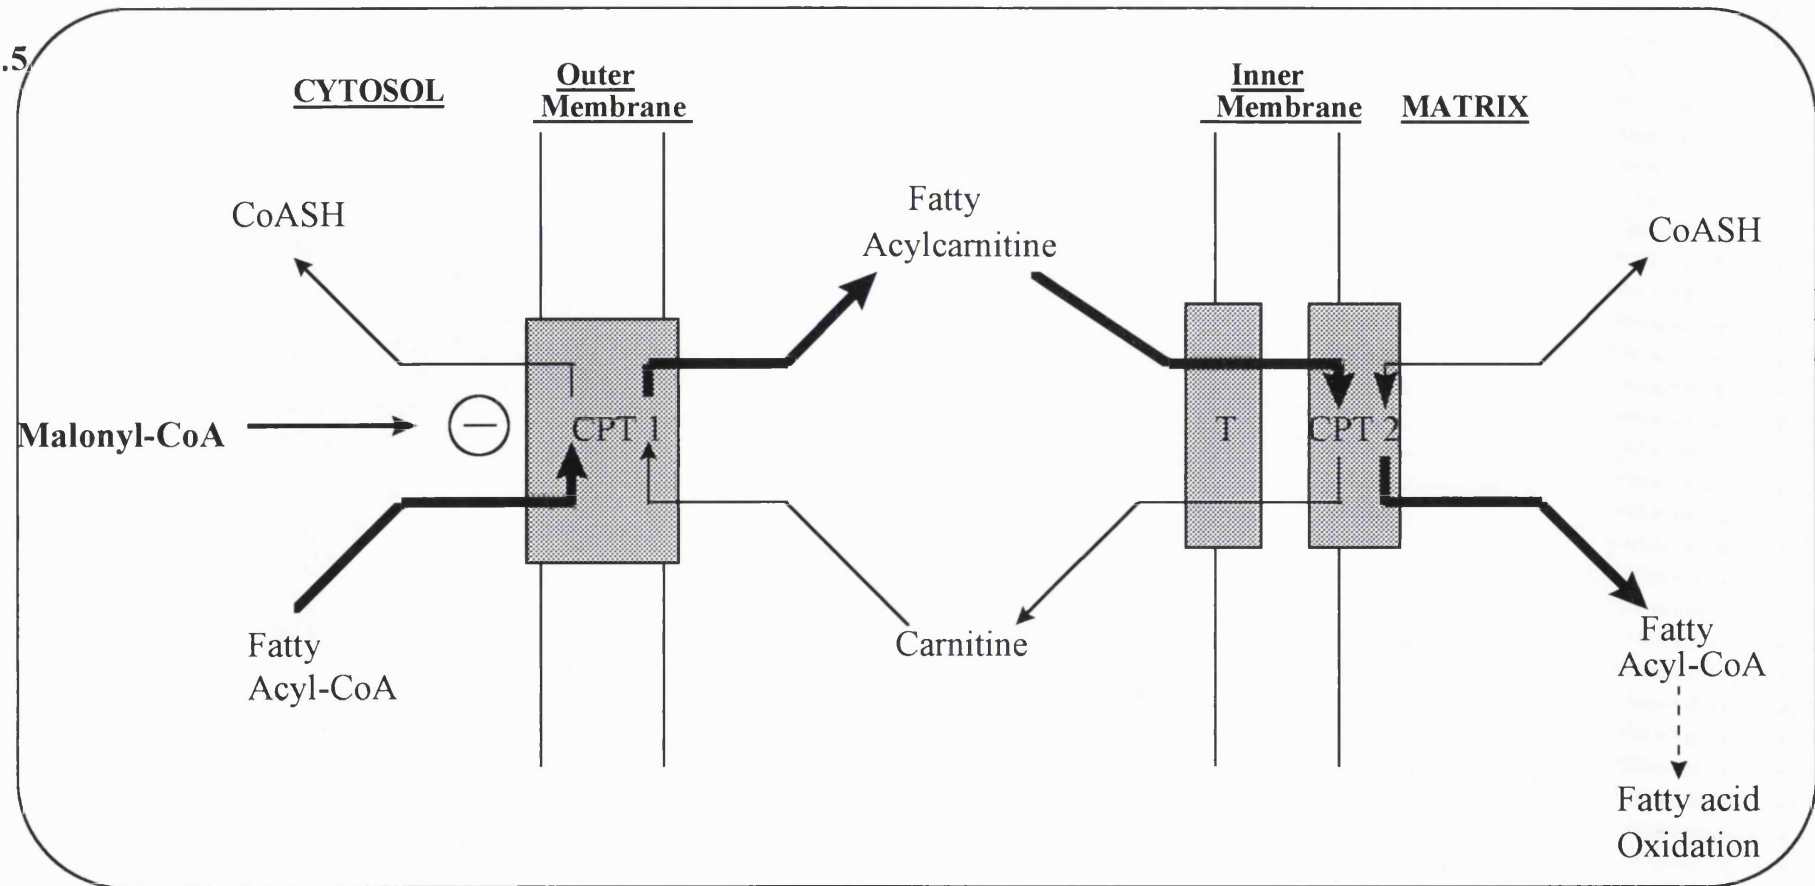 .5
CYTOSOL
Outer
Membrane
Inner
Membrane
MATRIX
CoASH
Fatty
Acylcarnitine
CoASH
Malonyl-CoA
−
CPT 1
T
CPT 2
Fatty
Acyl-CoA
Carnitine
Fatty
Acyl-CoA
Fatty acid
Oxidation